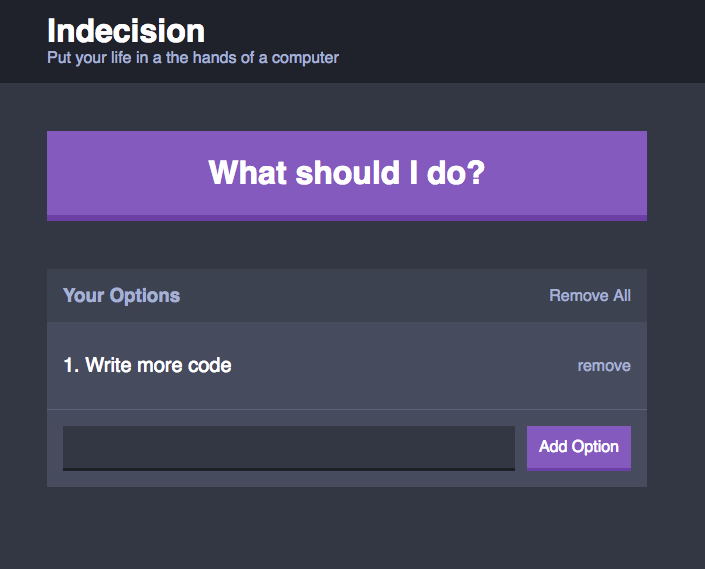 Indecision
Put your life in a the hands of a computer
What should I do?
Your Options
Remove All
1. Write more code
remove
Add Option